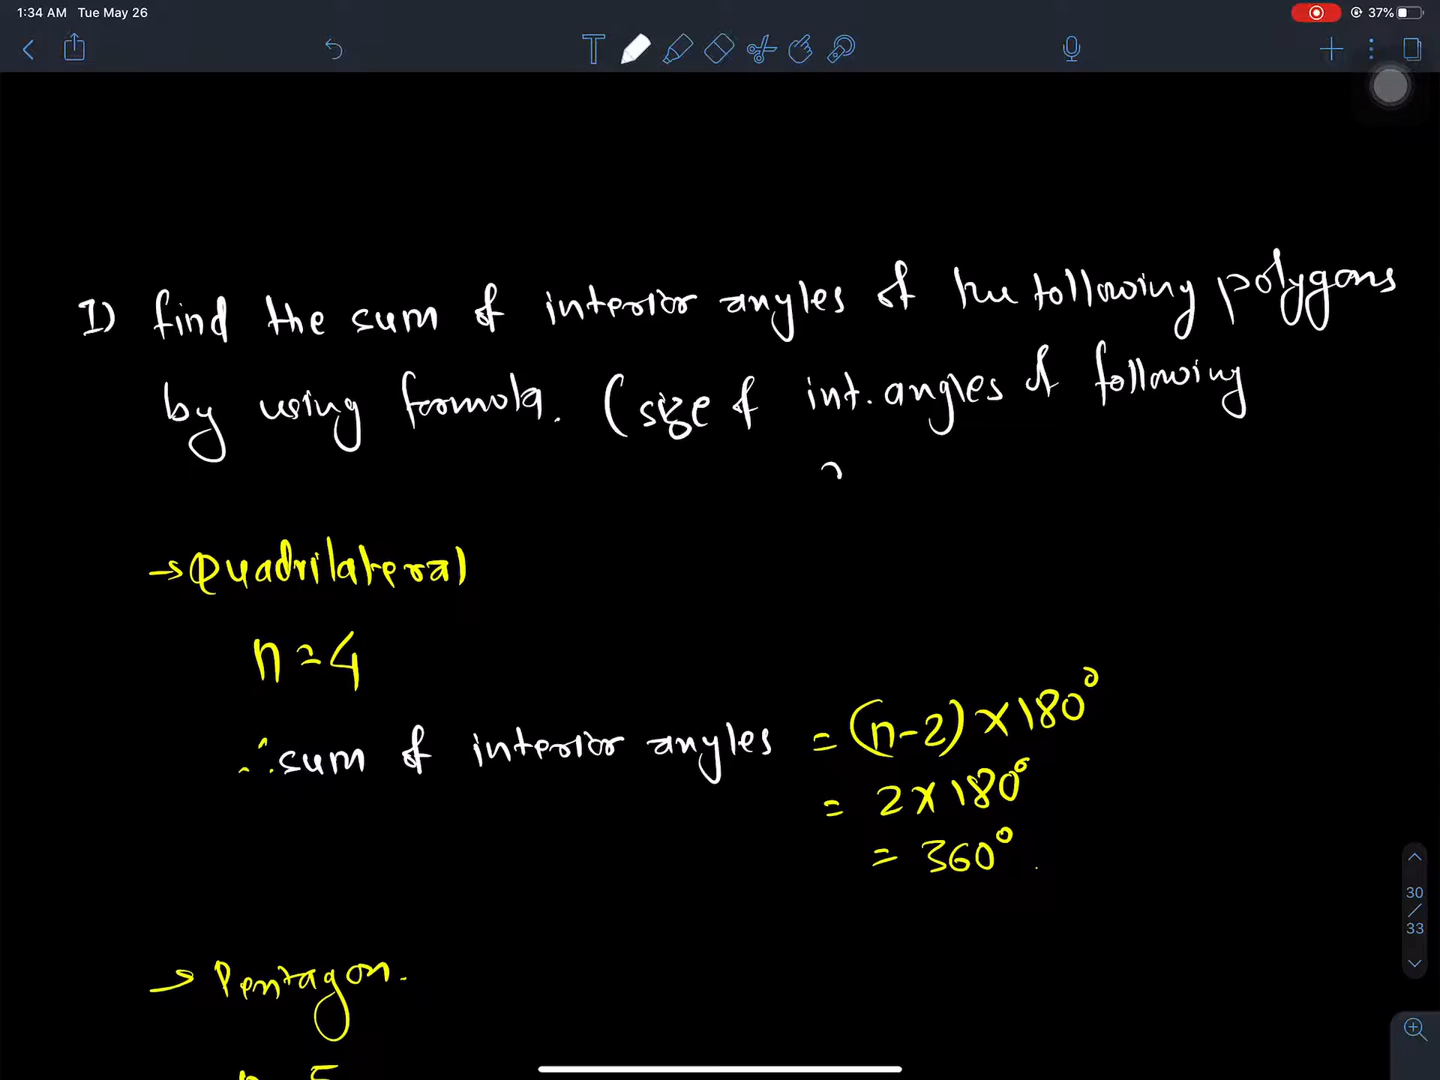 1:34 AM Tue May 26
37%
1) find the sum of interior angles of the following polygons
by using formula. (size of int. angles of following
?
→ Quadrilateral
n = 4
∴ sum of interior angles = (n-2) × 180°
= 2 × 180°
= 360°.
→ Pentagon.
n = 5
30
/
33